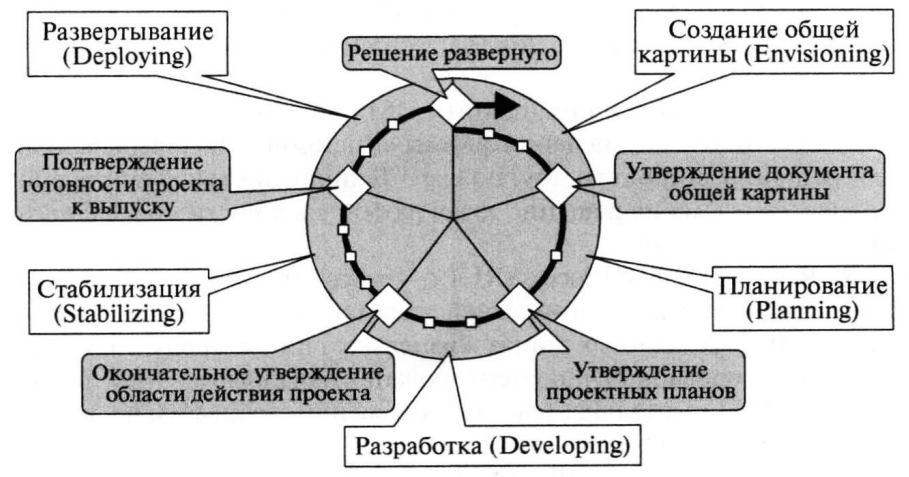 Развертывание
(Deploying)
Решение развернуто
Создание общей
картины (Envisioning)
Подтверждение
готовности проекта
к выпуску
Утверждение документа
общей картины
Стабилизация
(Stabilizing)
Планирование
(Planning)
Окончательное утверждение
области действия проекта
Утверждение
проектных планов
Разработка (Developing)